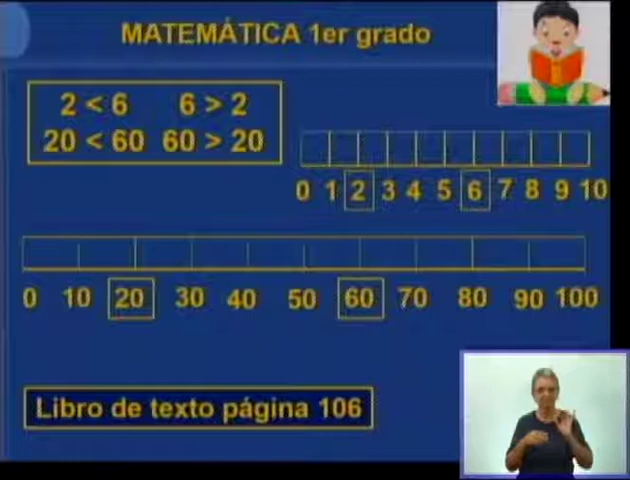 MATEMÁTICA 1er grado
2 < 6 6 > 2
20 < 60 60 > 20
0 1 2 3 4 5 6 7 8 9 10
0 10 20 30 40 50 60 70 80 90 100
Libro de texto página 106